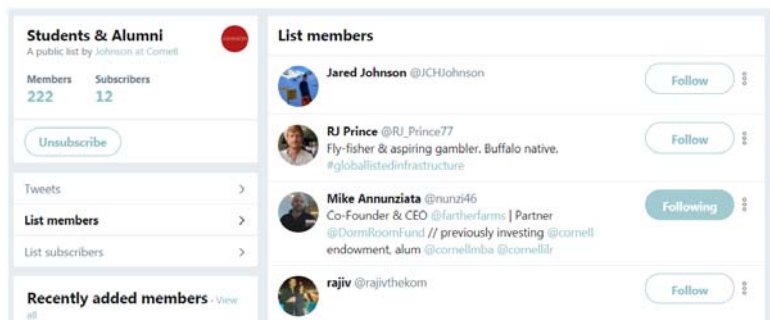 Students & Alumni
A public list by Johnson at Cornell
JOHNSON
Members
Subscribers
222
12
Unsubscribe
Tweets
List members
List subscribers
Recently added members · View
all
List members
Jared Johnson @JCHJohnson
Follow
RJ Prince @RJ_Prince77
Fly-fisher & aspiring gambler. Buffalo native.
#globallistedinfrastructure
Follow
Mike Annunziata @nunzi46
Co-Founder & CEO @fartherfarms | Partner
@DormRoomFund // previously investing @cornell
endowment, alum @cornellmba @cornellilr
Following
rajiv @rajivthekom
Follow